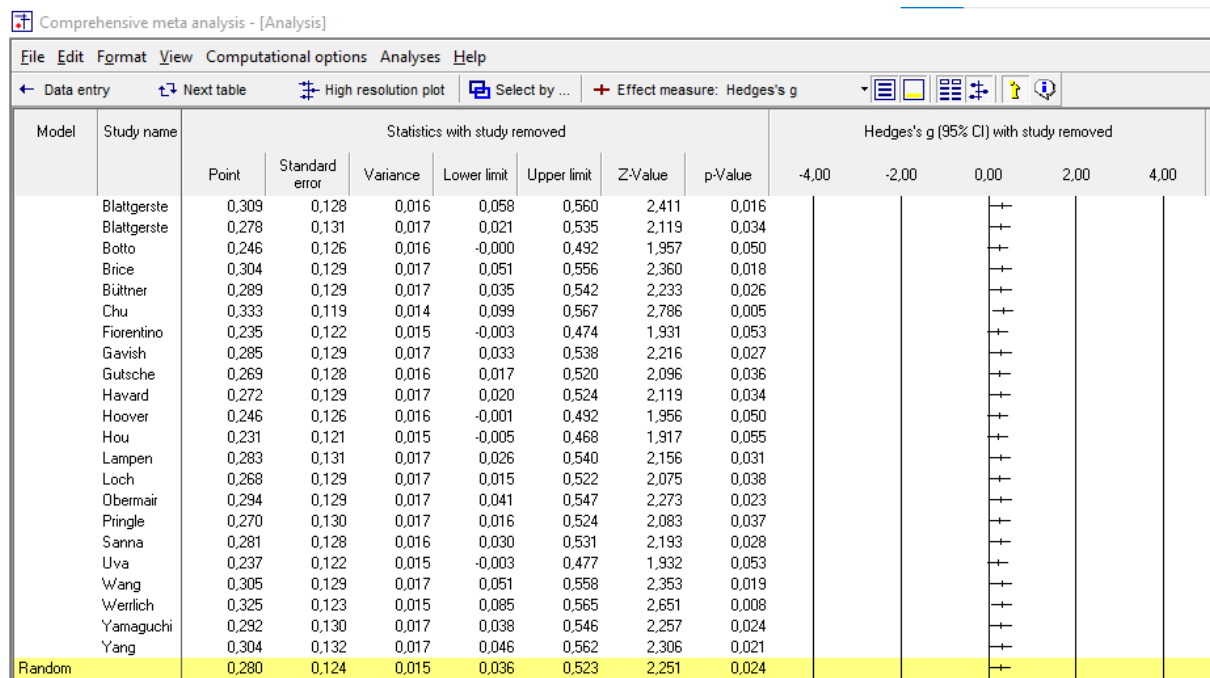 Comprehensive meta analysis - [Analysis]
File Edit Format View Computational options Analyses Help
← Data entry Next table High resolution plot Select by ... + Effect measure: Hedges's g
Model Study name Statistics with study removed Hedges's g (95% CI) with study removed
Point Standard error Variance Lower limit Upper limit Z-Value p-Value -4,00 -2,00 0,00 2,00 4,00
Blattgerste 0,309 0,128 0,016 0,058 0,560 2,411 0,016
Blattgerste 0,278 0,131 0,017 0,021 0,535 2,119 0,034
Botto 0,246 0,126 0,016 -0,000 0,492 1,957 0,050
Brice 0,304 0,129 0,017 0,051 0,556 2,360 0,018
Büttner 0,289 0,129 0,017 0,035 0,542 2,233 0,026
Chu 0,333 0,119 0,014 0,099 0,567 2,786 0,005
Fiorentino 0,235 0,122 0,015 -0,003 0,474 1,931 0,053
Gavish 0,285 0,129 0,017 0,033 0,538 2,216 0,027
Gutsche 0,269 0,128 0,016 0,017 0,520 2,096 0,036
Havard 0,272 0,129 0,017 0,020 0,524 2,119 0,034
Hoover 0,246 0,126 0,016 -0,001 0,492 1,956 0,050
Hou 0,231 0,121 0,015 -0,005 0,468 1,917 0,055
Lampen 0,283 0,131 0,017 0,026 0,540 2,156 0,031
Loch 0,268 0,129 0,017 0,015 0,522 2,075 0,038
Obermair 0,294 0,129 0,017 0,041 0,547 2,273 0,023
Pringle 0,270 0,130 0,017 0,016 0,524 2,083 0,037
Sanna 0,281 0,128 0,016 0,030 0,531 2,193 0,028
Uva 0,237 0,122 0,015 -0,003 0,477 1,932 0,053
Wang 0,305 0,129 0,017 0,051 0,558 2,353 0,019
Werrlich 0,325 0,123 0,015 0,085 0,565 2,651 0,008
Yamaguchi 0,292 0,130 0,017 0,038 0,546 2,257 0,024
Yang 0,304 0,132 0,017 0,046 0,562 2,306 0,021
Random 0,280 0,124 0,015 0,036 0,523 2,251 0,024